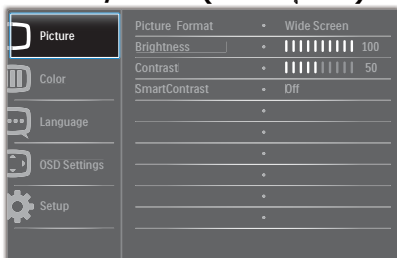 Picture
Color
Language
OSD Settings
Setup
Picture Format • Wide Screen
Brightness • 100
Contrast • 50
SmartContrast • Off